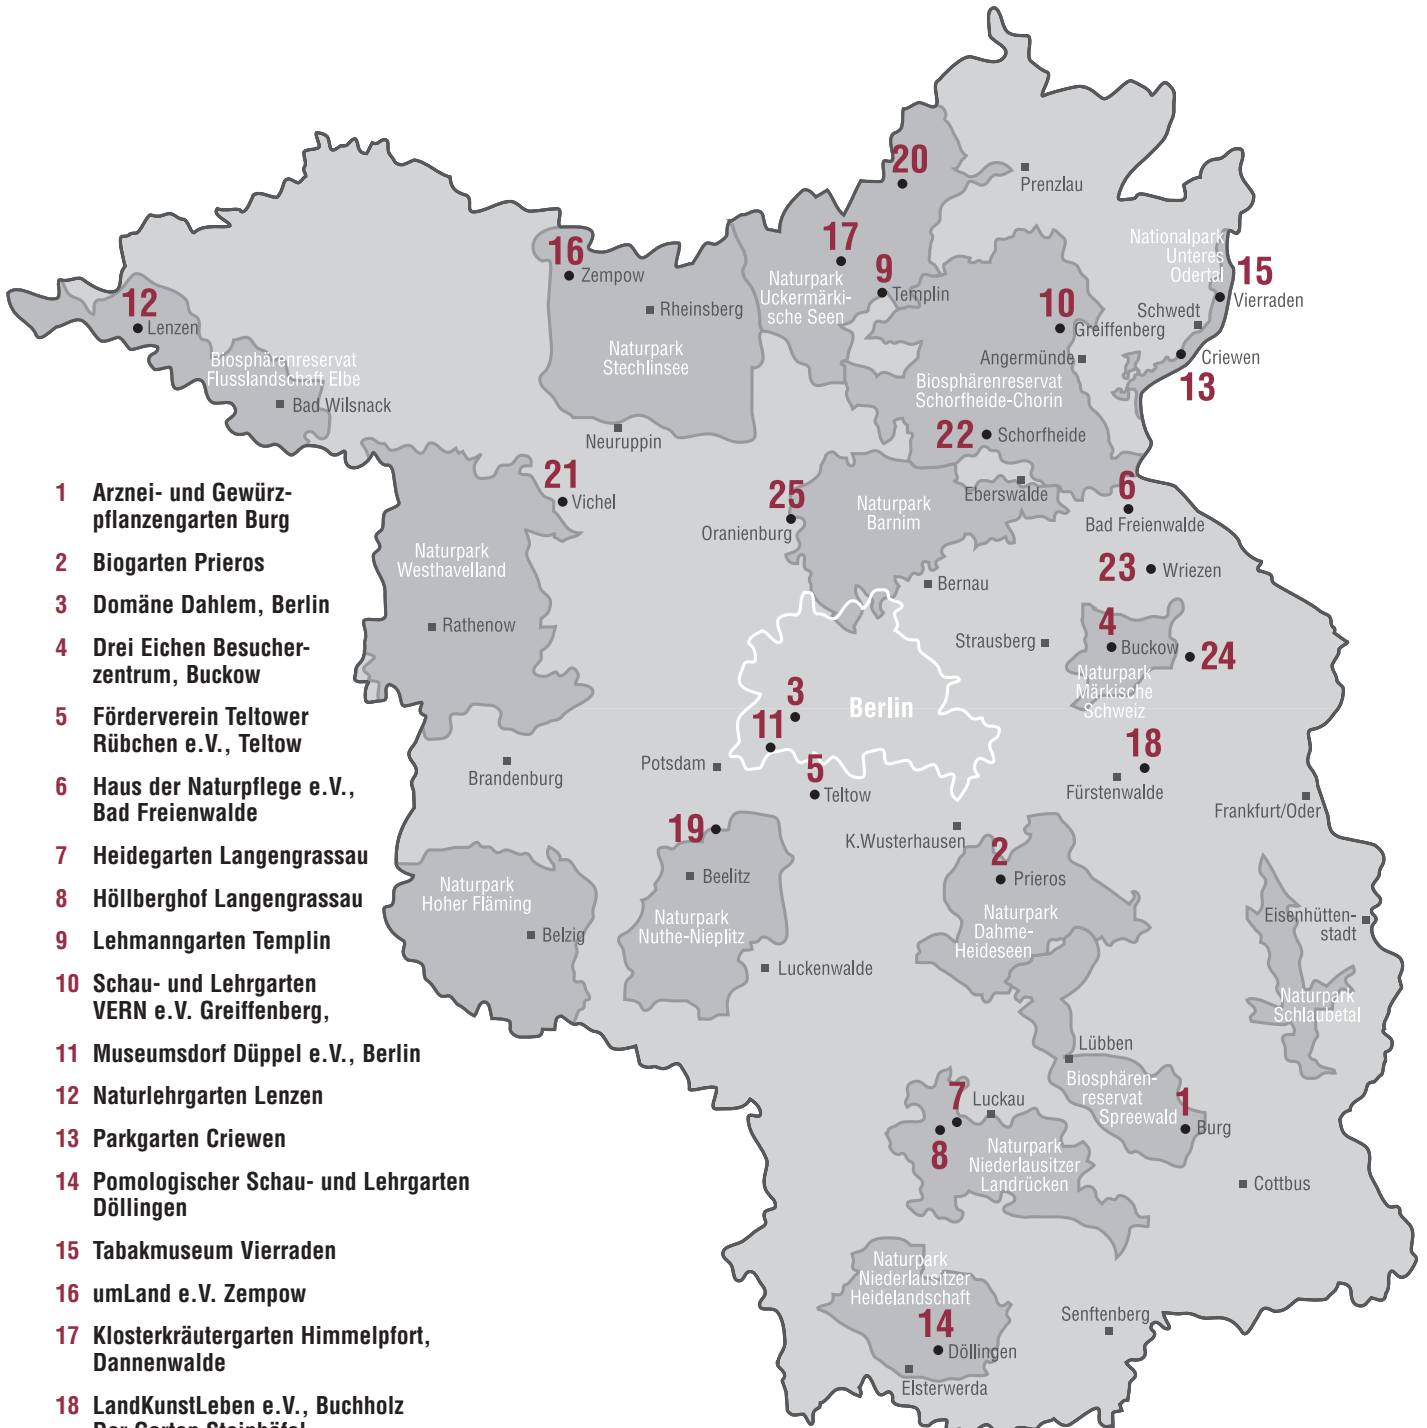 20
Prenzlau
17
16
Zempow
9
Templin
Naturpark
Uckermärki-
sche Seen
Nationalpark
Unteres
Odertal
15
Vierraden
12
Lenzen
Rheinsberg
10
Greiffenberg
Schwedt
Angermünde
Criewen
13
Biosphärenreservat
Flusslandschaft Elbe
Bad Wilsnack
Naturpark
Stechlinsee
Neuruppin
Biosphärenreservat
Schorfheide-Chorin
22
Schorfheide
21
Vichel
25
Oranienburg
Naturpark
Barnim
Eberswalde
6
Bad Freienwalde
Naturpark
Westhavelland
Rathenow
Bernau
23
Wriezen
Strausberg
4
Buckow
24
Naturpark
Märkische
Schweiz
3
Berlin
11
Potsdam
5
Teltow
18
Fürstenwalde
Frankfurt/Oder
Brandenburg
19
K.Wusterhausen
Beelitz
2
Prieros
Naturpark
Hoher Fläming
Belzig
Naturpark
Nuthe-Nieplitz
Luckenwalde
Naturpark
Dahme-
Heideseen
Eisenhütten-
stadt
Naturpark
Schlaubetal
Lübben
Biosphären-
reservat
Spreewald
1
Burg
7
Luckau
8
Naturpark
Niederlausitzer
Landrücken
Cottbus
Naturpark
Niederlausitzer
Heidelandschaft
14
Döllingen
Elsterwerda
Senftenberg
1 Arznei- und Gewürz-
pflanzengarten Burg
2 Biogarten Prieros
3 Domäne Dahlem, Berlin
4 Drei Eichen Besucher-
zentrum, Buckow
5 Förderverein Teltower
Rübchen e.V., Teltow
6 Haus der Naturpflege e.V.,
Bad Freienwalde
7 Heidegarten Langengrassau
8 Höllberghof Langengrassau
9 Lehmanngarten Templin
10 Schau- und Lehrgarten
VERN e.V. Greiffenberg,
11 Museumsdorf Düppel e.V., Berlin
12 Naturlehrgarten Lenzen
13 Parkgarten Criewen
14 Pomologischer Schau- und Lehrgarten
Döllingen
15 Tabakmuseum Vierraden
16 umLand e.V. Zempow
17 Klosterkräutergarten Himmelpfort,
Dannenwalde
18 LandKunstLeben e.V., Buchholz
Der Garten Steinhöfel